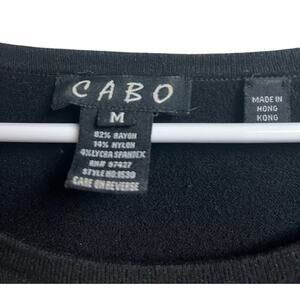 CABO
M
82% RAYON
14% NYLON
4% LYCRA SPANDEX
RN# 97427
STYLE NO:1530
CARE ON REVERSE
MADE IN
HONG
KONG